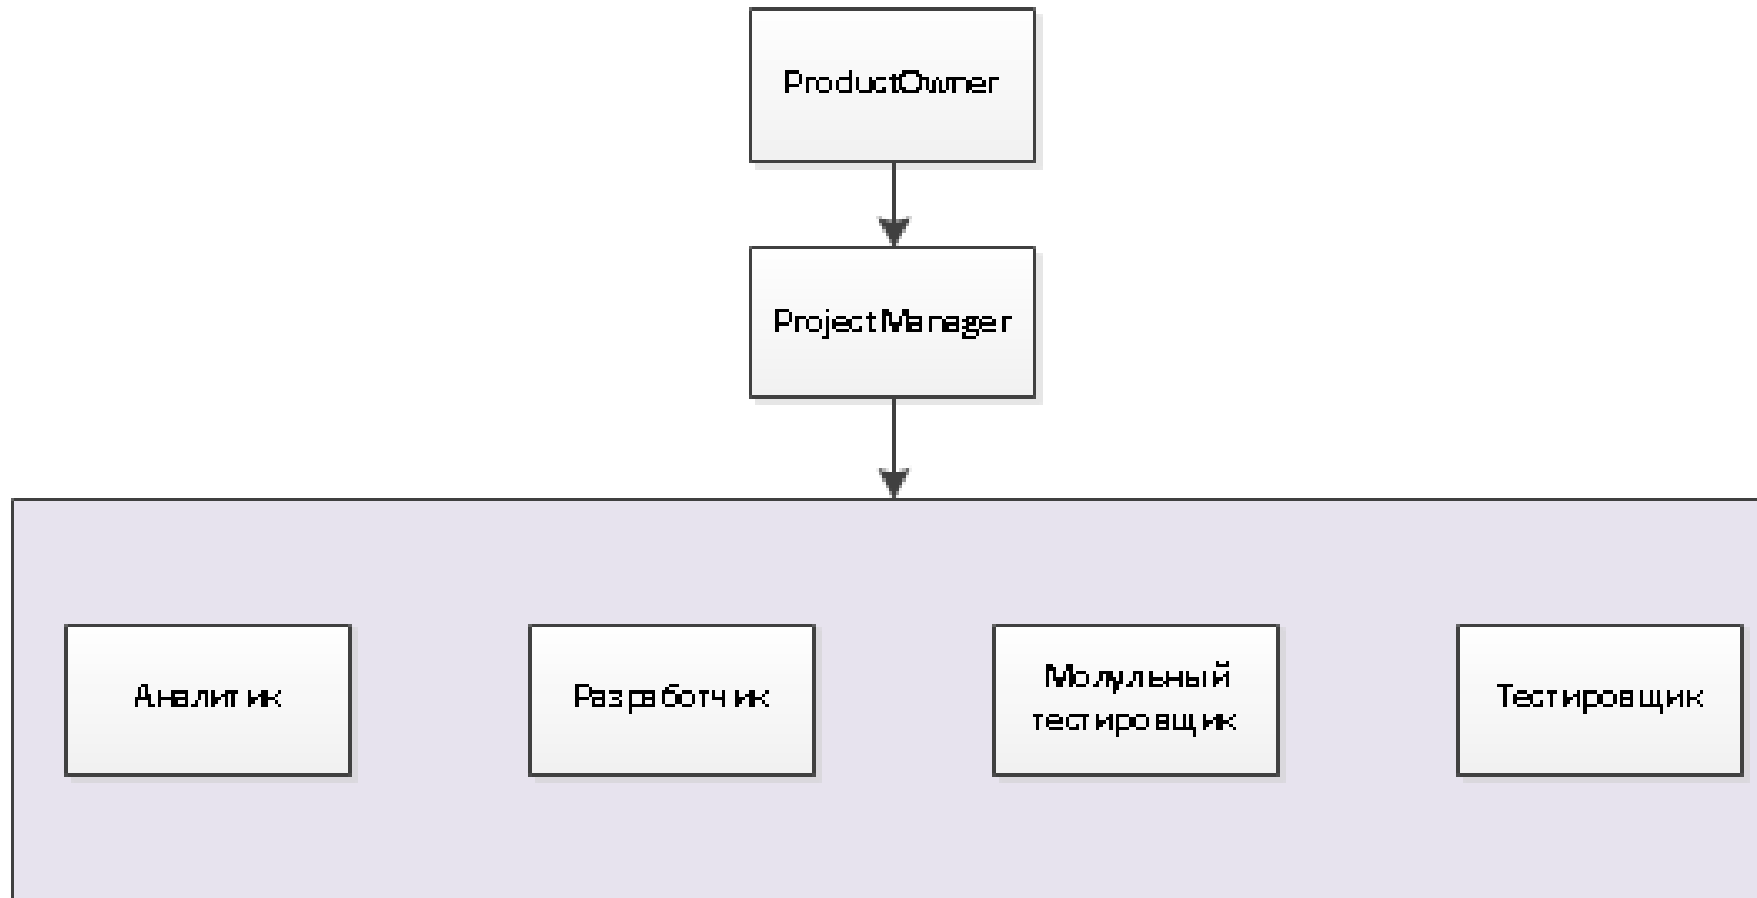 ProductOwner
ProjectManager
Аналитик
Разработчик
Модульный
тестировщик
Тестировщик